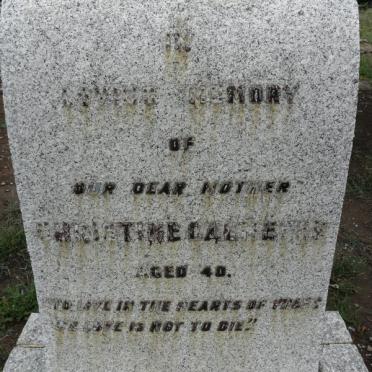 IN
LOVING MEMORY
OF
OUR DEAR MOTHER
CHRISTINE
AGED 40.
"TO LIVE IN THE HEARTS OF THOSE
WE LOVE IS NOT TO DIE."